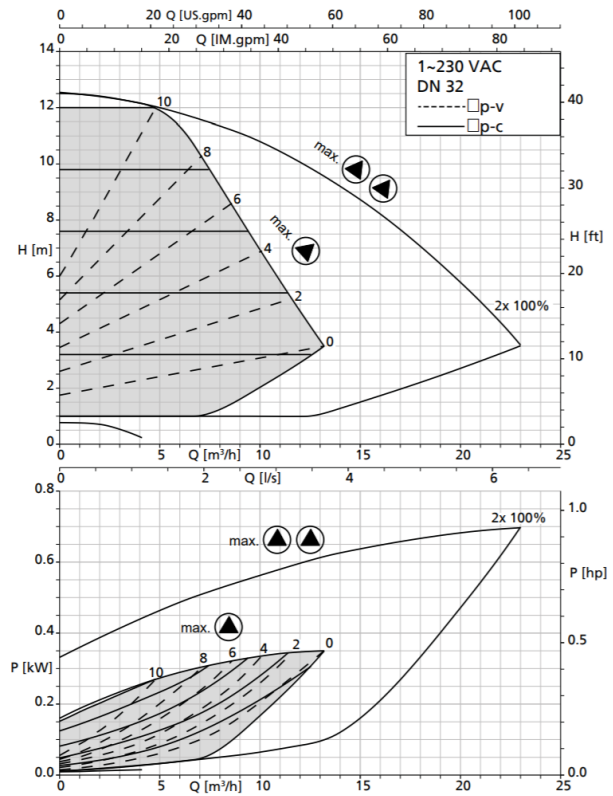 0 20 Q [US.gpm] 60 80 100
0 20 Q [IM.gpm] 40 60 80
14
12
10
8
H [m]
6
4
2
0
1~230 VAC
DN 32
□p-v
□p-c
40
30
H [ft]
20
10
0
max.
max.
10
8
6
4
2
0
2x 100%
0 5 Q [m³/h] 10 15 20 25
0 2 Q [l/s] 4 6
0.8
0.6
0.4
P [kW]
0.2
0.0
2x 100%
max.
max.
10 8 6 4 2 0
1.0
P [hp]
0.5
0.0
0 5 Q [m³/h] 10 15 20 25